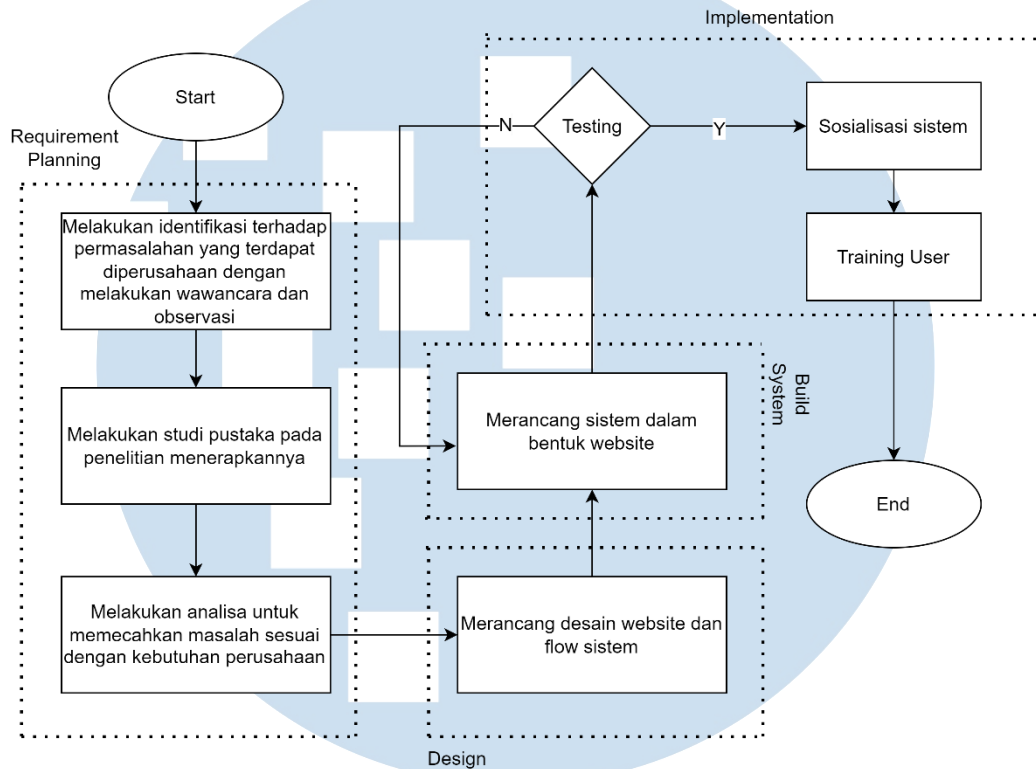 Start
Requirement
Planning
Melakukan identifikasi terhadap
permasalahan yang terdapat
diperusahaan dengan
melakukan wawancara dan
observasi
Melakukan studi pustaka pada
penelitian menerapkannya
Melakukan analisa untuk
memecahkan masalah sesuai
dengan kebutuhan perusahaan
Merancang desain website dan
flow sistem
Design
Merancang sistem dalam
bentuk website
Build
System
Implementation
Testing
N
Y
Sosialisasi sistem
Training User
End